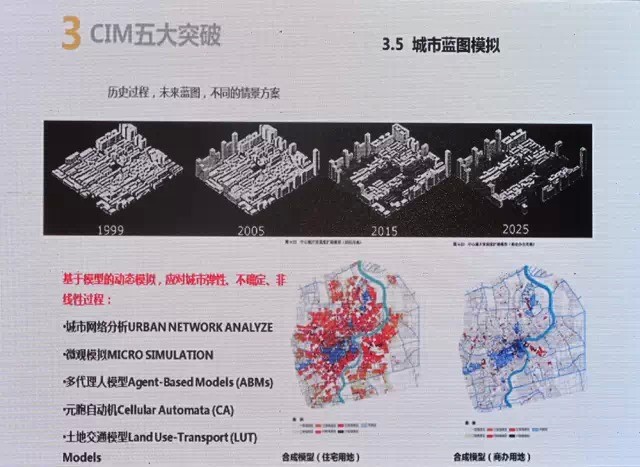 3 CIM五大突破
3.5 城市蓝图模拟
历史过程，未来蓝图，不同的情景方案
1999
2005
2015
2025
基于模型的动态模拟，应对城市弹性、不确定、非
线性过程：
•城市网络分析URBAN NETWORK ANALYZE
•微观模拟MICRO SIMULATION
•多代理人模型Agent-Based Models (ABMs)
•元胞自动机Cellular Automata (CA)
•土地交通模型Land Use-Transport (LUT)
Models
合成模型（住宅用地）
合成模型（商办用地）